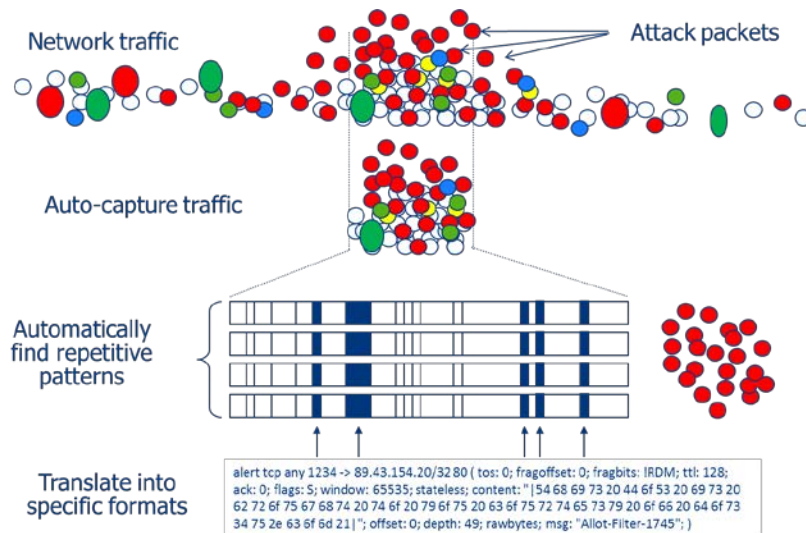 Network traffic
Attack packets
Auto-capture traffic
Automatically
find repetitive
patterns
Translate into
specific formats
alert tcp any 1234 -> 89.43.154.20/32 80 ( tos: 0; fragoffset: 0; fragbits: !RDM; ttl: 128;
ack: 0; flags: S; window: 65535; stateless; content: "|54 68 69 73 20 44 6f 53 20 69 73 20
62 72 6f 75 67 68 74 20 74 6f 20 79 6f 75 20 63 6f 75 72 74 65 73 79 20 6f 66 20 64 6f 73
34 75 2e 63 6f 6d 21|"; offset: 0; depth: 49; rawbytes; msg: "Allot-Filter-1745"; )